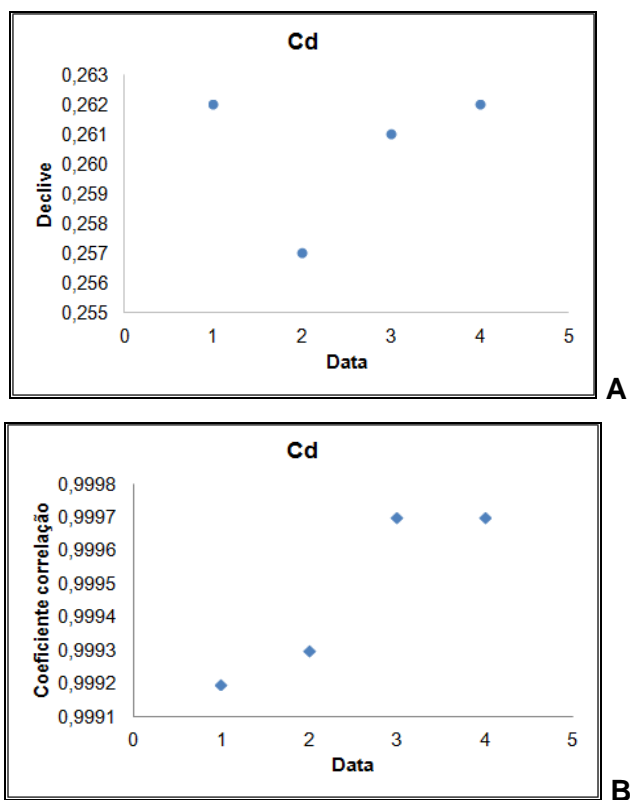 Cd
0,263
0,262
0,261
0,260
0,259
0,258
0,257
0,256
0,255
Declive
0 1 2 3 4 5
Data
A
Cd
0,9998
0,9997
0,9996
0,9995
0,9994
0,9993
0,9992
0,9991
Coeficiente correlação
0 1 2 3 4 5
Data
B